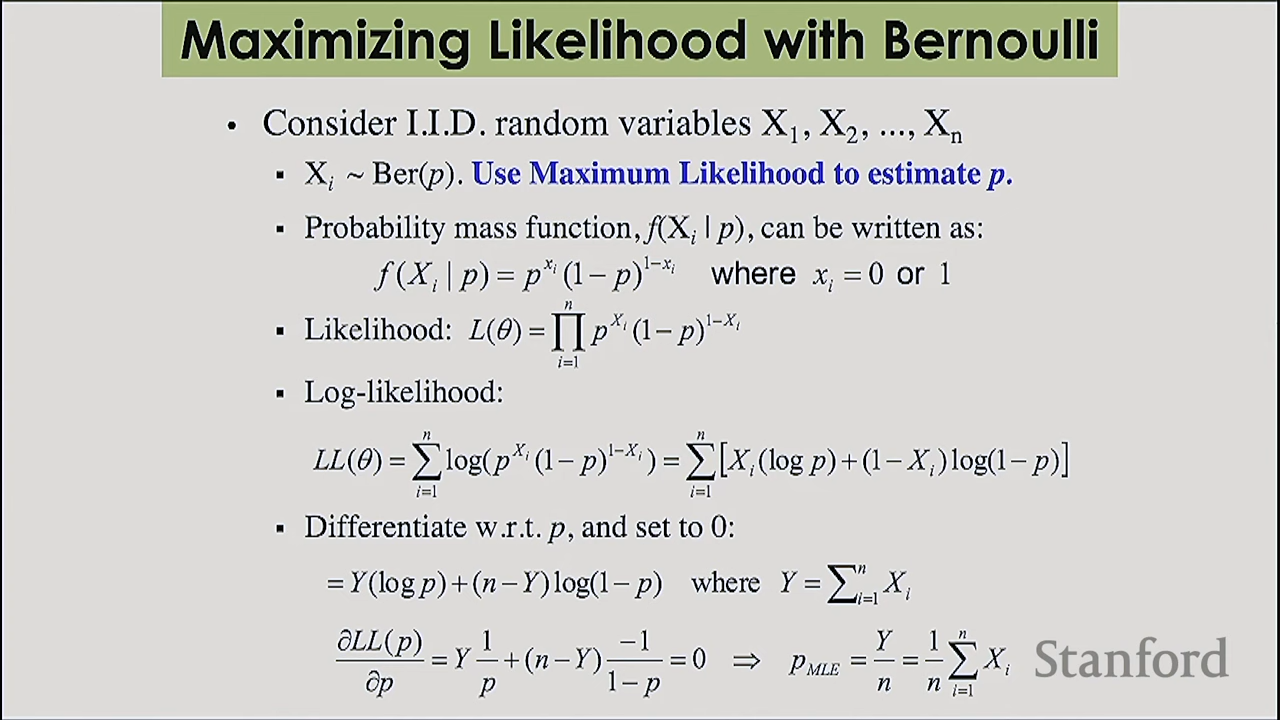 Maximizing Likelihood with Bernoulli
• Consider I.I.D. random variables X₁, X₂, ..., Xₙ
▪ Xᵢ ~ Ber(p). Use Maximum Likelihood to estimate p.
▪ Probability mass function, f(Xᵢ | p), can be written as:
f(Xᵢ | p) = p^{xᵢ} (1 − p)^{1−xᵢ} where xᵢ = 0 or 1
▪ Likelihood: L(θ) = ∏_{i=1}^{n} p^{Xᵢ} (1 − p)^{1−Xᵢ}
▪ Log-likelihood:
LL(θ) = ∑_{i=1}^{n} log(p^{Xᵢ} (1 − p)^{1−Xᵢ}) = ∑_{i=1}^{n} [Xᵢ(log p) + (1 − Xᵢ) log(1 − p)]
▪ Differentiate w.r.t. p, and set to 0:
= Y(log p) + (n − Y) log(1 − p) where Y = ∑_{i=1}^{n} Xᵢ
∂LL(p)/∂p = Y 1/p + (n − Y) −1/(1 − p) = 0 ⇒ p_{MLE} = Y/n = 1/n ∑_{i=1}^{n} Xᵢ
Stanford